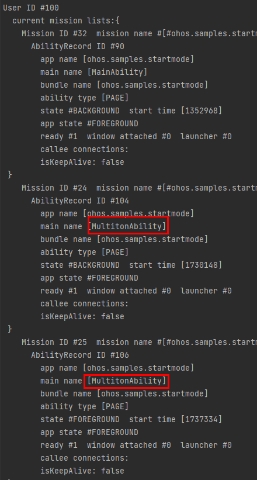 User ID #100
current mission lists:{
Mission ID #32 mission name #[#ohos.samples.startmod
AbilityRecord ID #90
app name [ohos.samples.startmode]
main name [MainAbility]
bundle name [ohos.samples.startmode]
ability type [PAGE]
state #BACKGROUND start time [1352968]
app state #FOREGROUND
ready #1 window attached #0 launcher #0
callee connections:
isKeepAlive: false
}
Mission ID #24 mission name #[#ohos.samples.startmod
AbilityRecord ID #104
app name [ohos.samples.startmode]
main name [MultitonAbility]
bundle name [ohos.samples.startmode]
ability type [PAGE]
state #BACKGROUND start time [1730148]
app state #FOREGROUND
ready #1 window attached #0 launcher #0
callee connections:
isKeepAlive: false
}
Mission ID #25 mission name #[#ohos.samples.startmod
AbilityRecord ID #106
app name [ohos.samples.startmode]
main name [MultitonAbility]
bundle name [ohos.samples.startmode]
ability type [PAGE]
state #FOREGROUND start time [1737334]
app state #FOREGROUND
ready #1 window attached #0 launcher #0
callee connections:
isKeepAlive: false